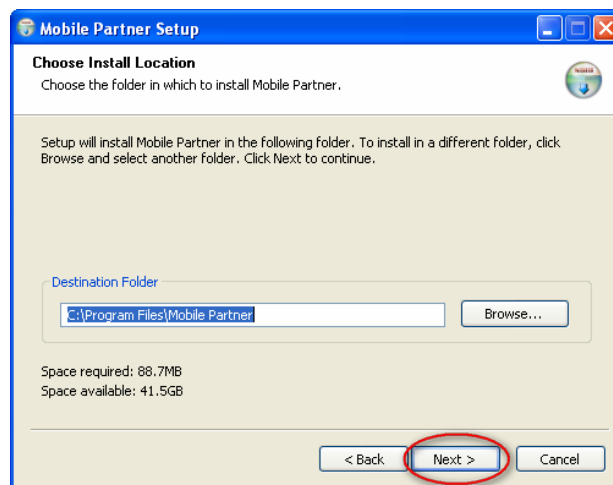 Mobile Partner Setup
Choose Install Location
Choose the folder in which to install Mobile Partner.
Setup will install Mobile Partner in the following folder. To install in a different folder, click
Browse and select another folder. Click Next to continue.
Destination Folder
C:\Program Files\Mobile Partner
Browse...
Space required: 88.7MB
Space available: 41.5GB
< Back
Next >
Cancel